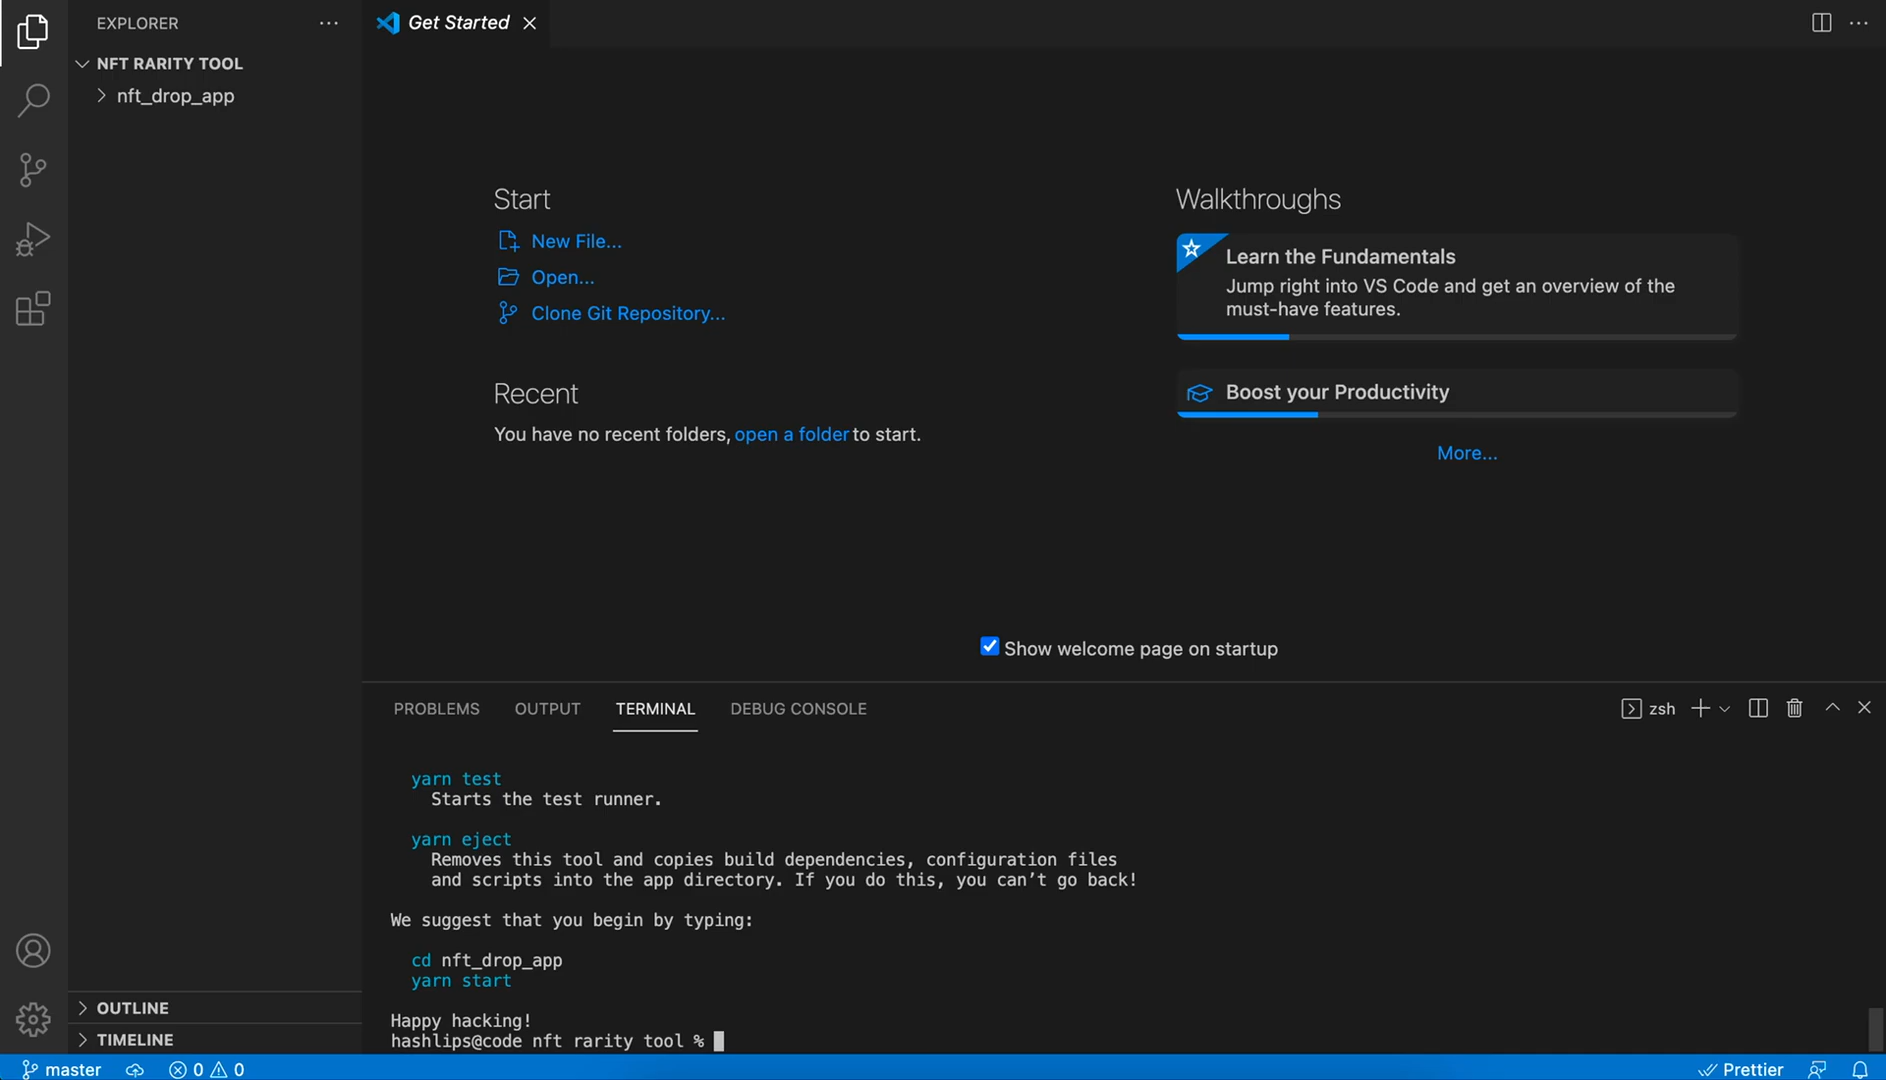 EXPLORER
NFT RARITY TOOL
nft_drop_app
OUTLINE
TIMELINE
Get Started
Start
New File...
Open...
Clone Git Repository...
Recent
You have no recent folders, open a folder to start.
Walkthroughs
Learn the Fundamentals
Jump right into VS Code and get an overview of the
must-have features.
Boost your Productivity
More...
Show welcome page on startup
PROBLEMS OUTPUT TERMINAL DEBUG CONSOLE
zsh
yarn test
Starts the test runner.
yarn eject
Removes this tool and copies build dependencies, configuration files
and scripts into the app directory. If you do this, you can’t go back!
We suggest that you begin by typing:
cd nft_drop_app
yarn start
Happy hacking!
hashlips@code nft rarity tool %
master 0 0 Prettier